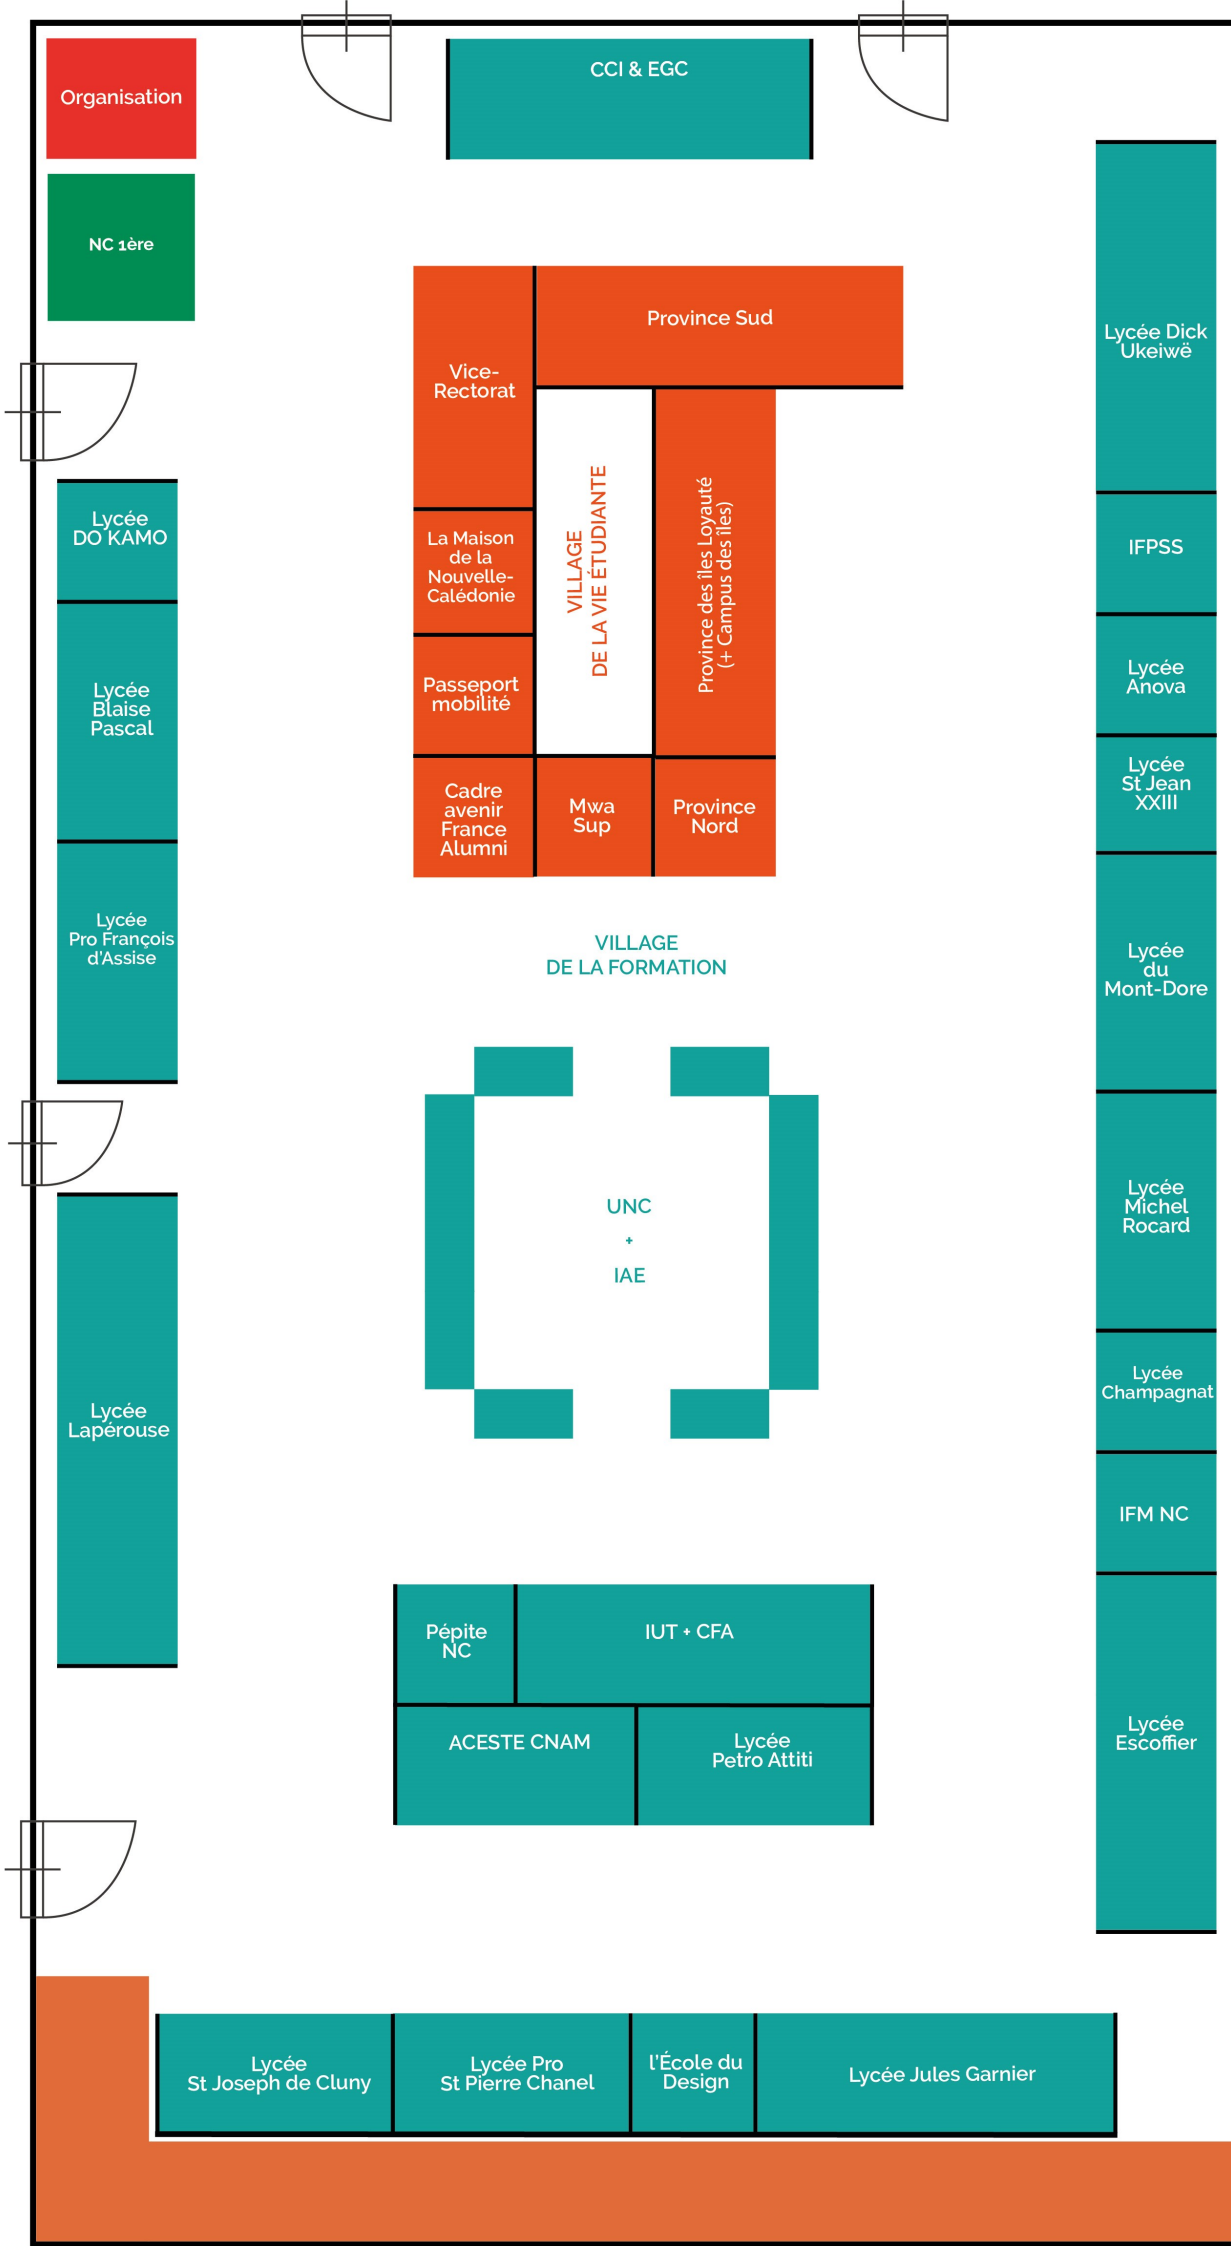 CCI & EGC
Organisation
NC 1ère
Province Sud
Vice-
Rectorat
La Maison
de la
Nouvelle-
Calédonie
Passeport
mobilité
Cadre
avenir
France
Alumni
Mwa
Sup
Province
Nord
VILLAGE
DE LA VIE ÉTUDIANTE
Province des îles Loyauté
(+ Campus des îles)
Lycée
DO KAMO
Lycée
Blaise
Pascal
Lycée
Pro François
d'Assise
Lycée
Lapérouse
VILLAGE
DE LA FORMATION
UNC
+
IAE
Pépite
NC
IUT + CFA
ACESTE CNAM
Lycée
Petro Attiti
Lycée Dick
Ukeiwë
IFPSS
Lycée
Anova
Lycée
St Jean
XXIII
Lycée
du
Mont-Dore
Lycée
Michel
Rocard
Lycée
Champagnat
IFM NC
Lycée
Escoffier
Lycée
St Joseph de Cluny
Lycée Pro
St Pierre Chanel
l'École du
Design
Lycée Jules Garnier